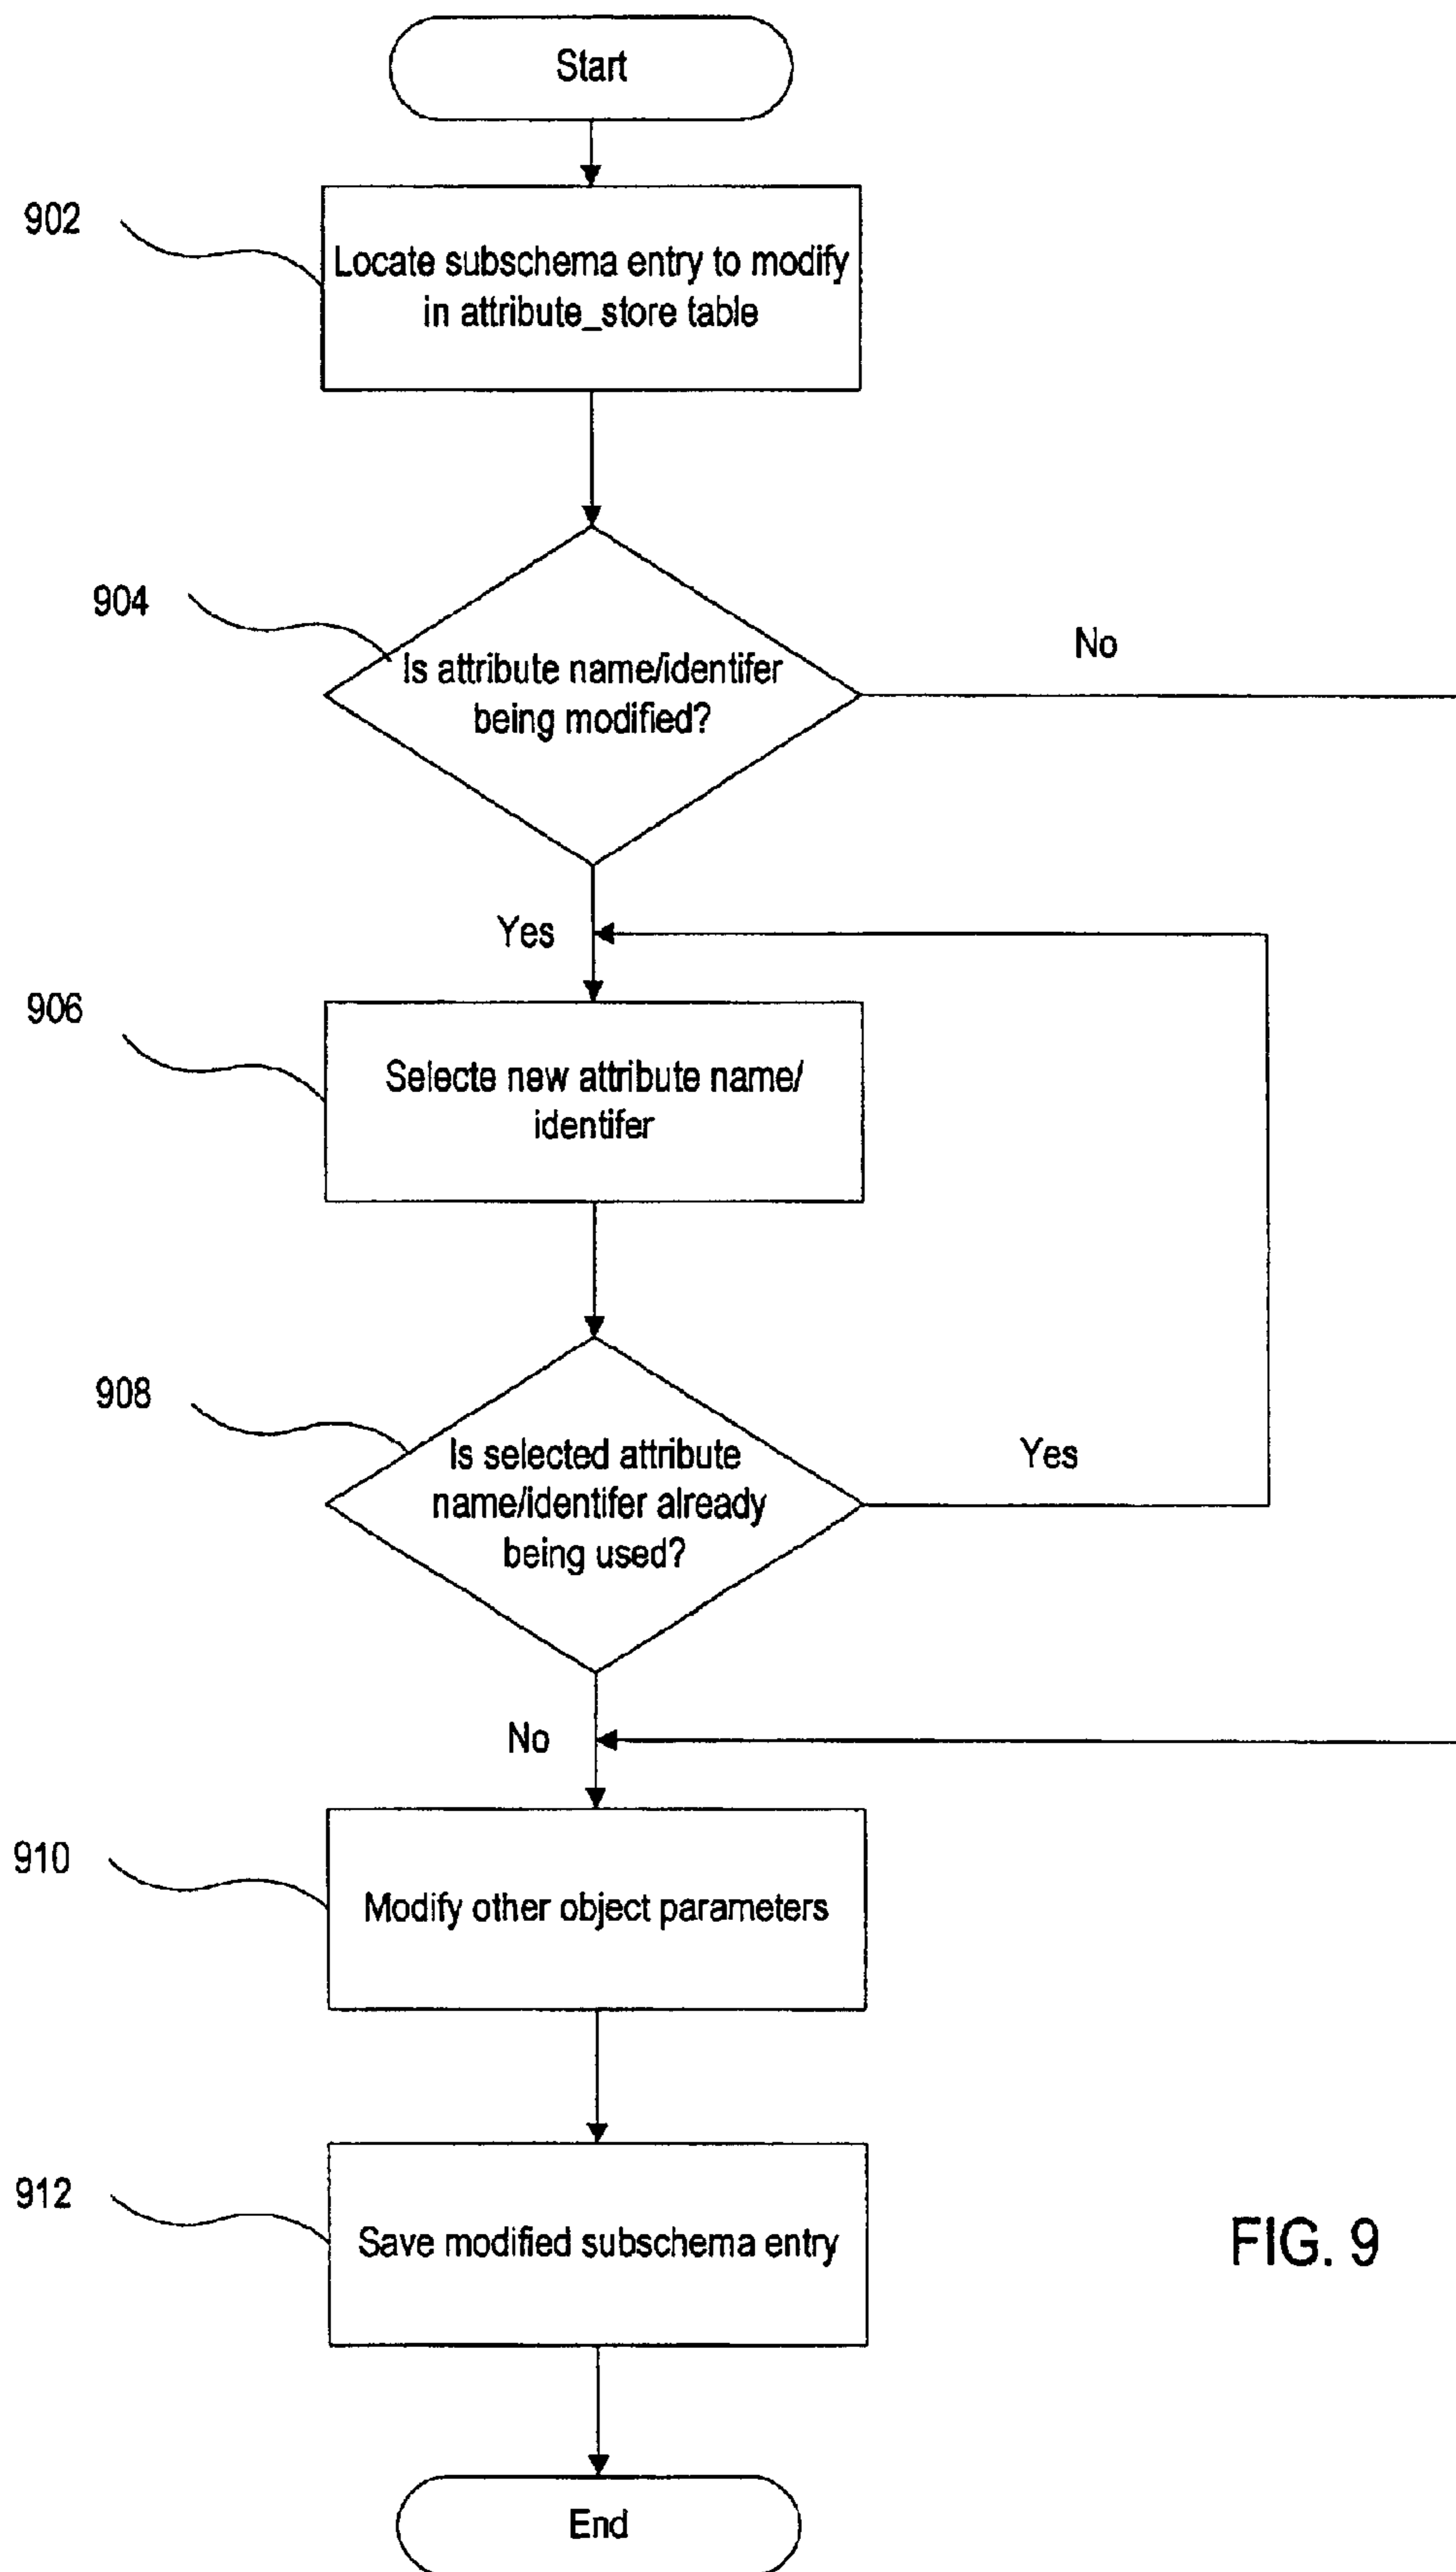 Start
902
Locate subschema entry to modify
in attribute_store table
904
Is attribute name/identifer
being modified?
No
Yes
906
Selecte new attribute name/
identifer
908
Is selected attribute
name/identifer already
being used?
Yes
No
910
Modify other object parameters
912
Save modified subschema entry
FIG. 9
End